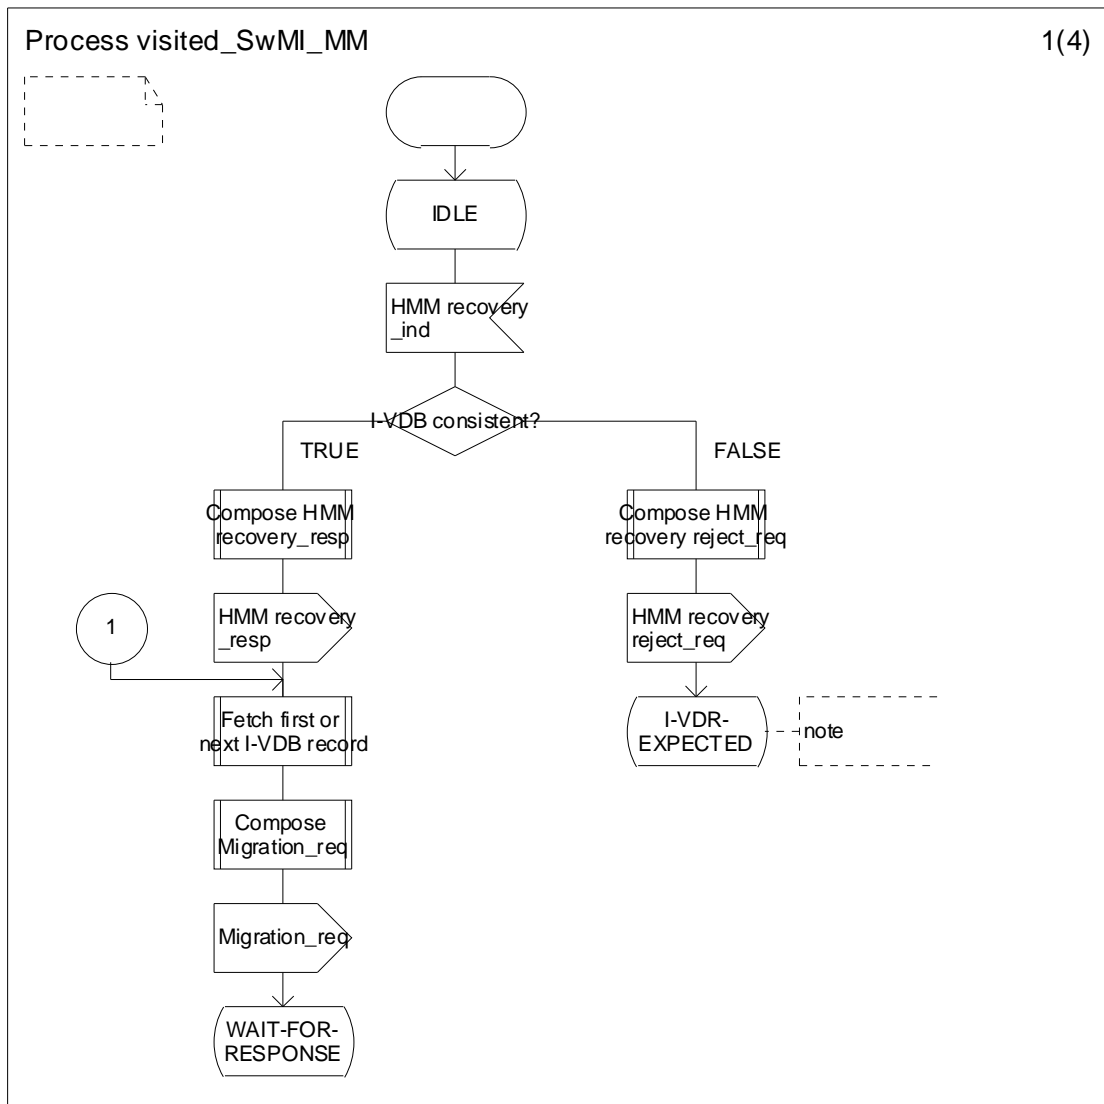 Process visited_SwMI_MM
1(4)
IDLE
HMM recovery
_ind
I-VDB consistent?
TRUE
FALSE
Compose HMM
recovery_resp
Compose HMM
recovery reject_req
1
HMM recovery
_resp
HMM recovery
reject_req
Fetch first or
next I-VDB record
I-VDR-
EXPECTED
note
Compose
Migration_req
Migration_req
WAIT-FOR-
RESPONSE